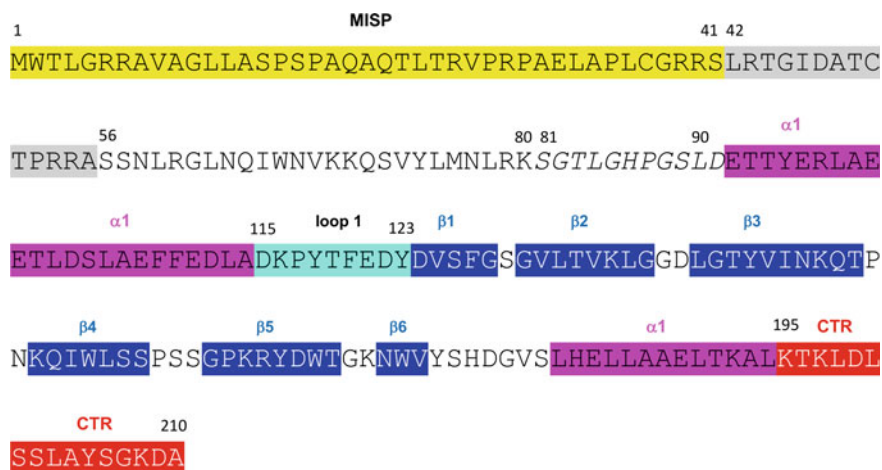 MISP
1 41 42
MWTLGRRAVAGLLASPSPAQAQTLTRVPRPAELAPLCGRRSLRTGIDATC
56 80 81 90 α1
TPRRASSNLRGLNQIWNVKKQSVYLMNLRKSGTLGHPGSLDETTYERLAE
α1 115 loop 1 123 β1 β2 β3
ETLDSLAEFFEDLADKPYTFEDYDVSFGSGVLTVKLGGDLGTYVINKQTP
β4 β5 β6 α1 195 CTR
NKQIWLSSPSSGPKRYDWTGKNWVYSHDGVSLHELLAAELTKALKTKLDL
CTR 210
SSLAYSGKDA